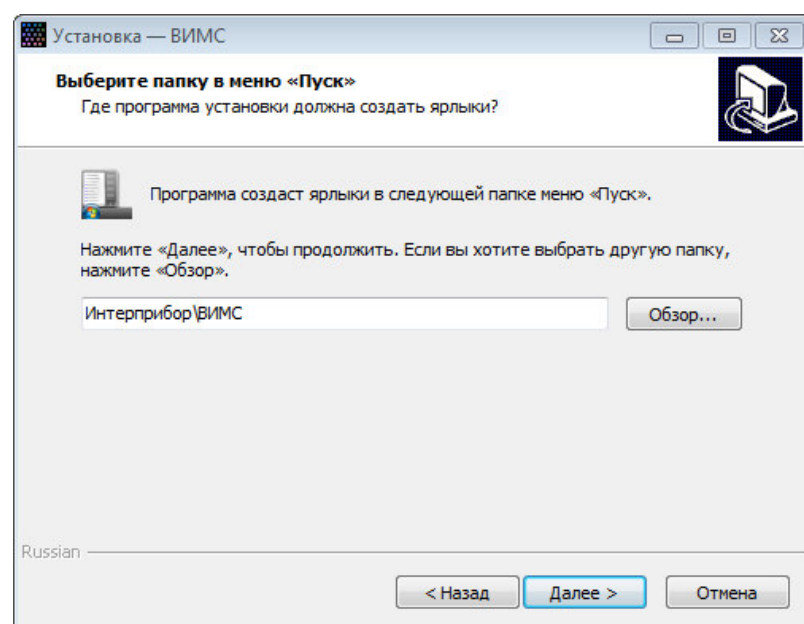 Установка — ВИМС
Выберите папку в меню «Пуск»
Где программа установки должна создать ярлыки?
Программа создаст ярлыки в следующей папке меню «Пуск».
Нажмите «Далее», чтобы продолжить. Если вы хотите выбрать другую папку,
нажмите «Обзор».
Интерприбор\ВИМС
Обзор...
Russian
< Назад
Далее >
Отмена